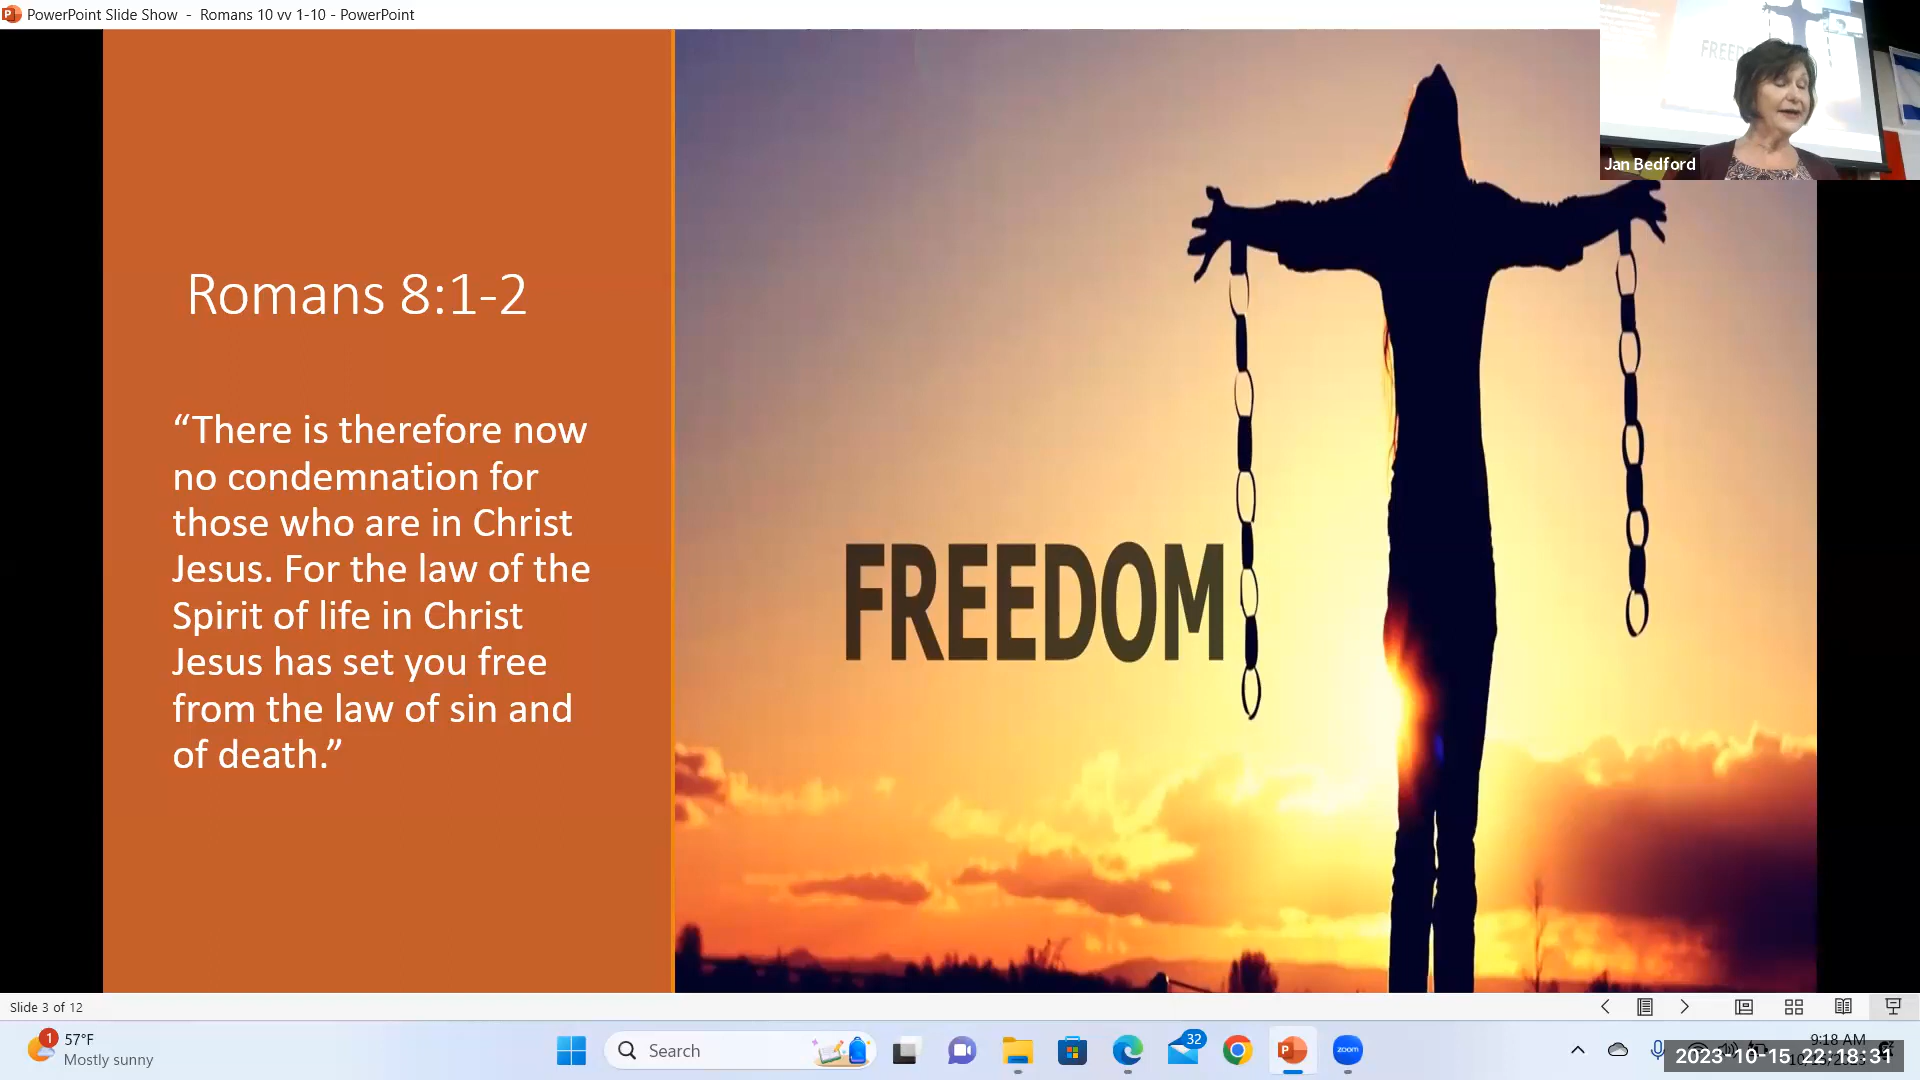 PowerPoint Slide Show - Romans 10 vv 1-10 - PowerPoint
FREED
Jan Bedford
Romans 8:1-2
“There is therefore now
no condemnation for
those who are in Christ
Jesus. For the law of the
Spirit of life in Christ
Jesus has set you free
from the law of sin and
of death.”
FREEDOM
Slide 3 of 12
1
57°F
Mostly sunny
Search
32
zoom
9:18 AM
2023-10-15 22:18:31